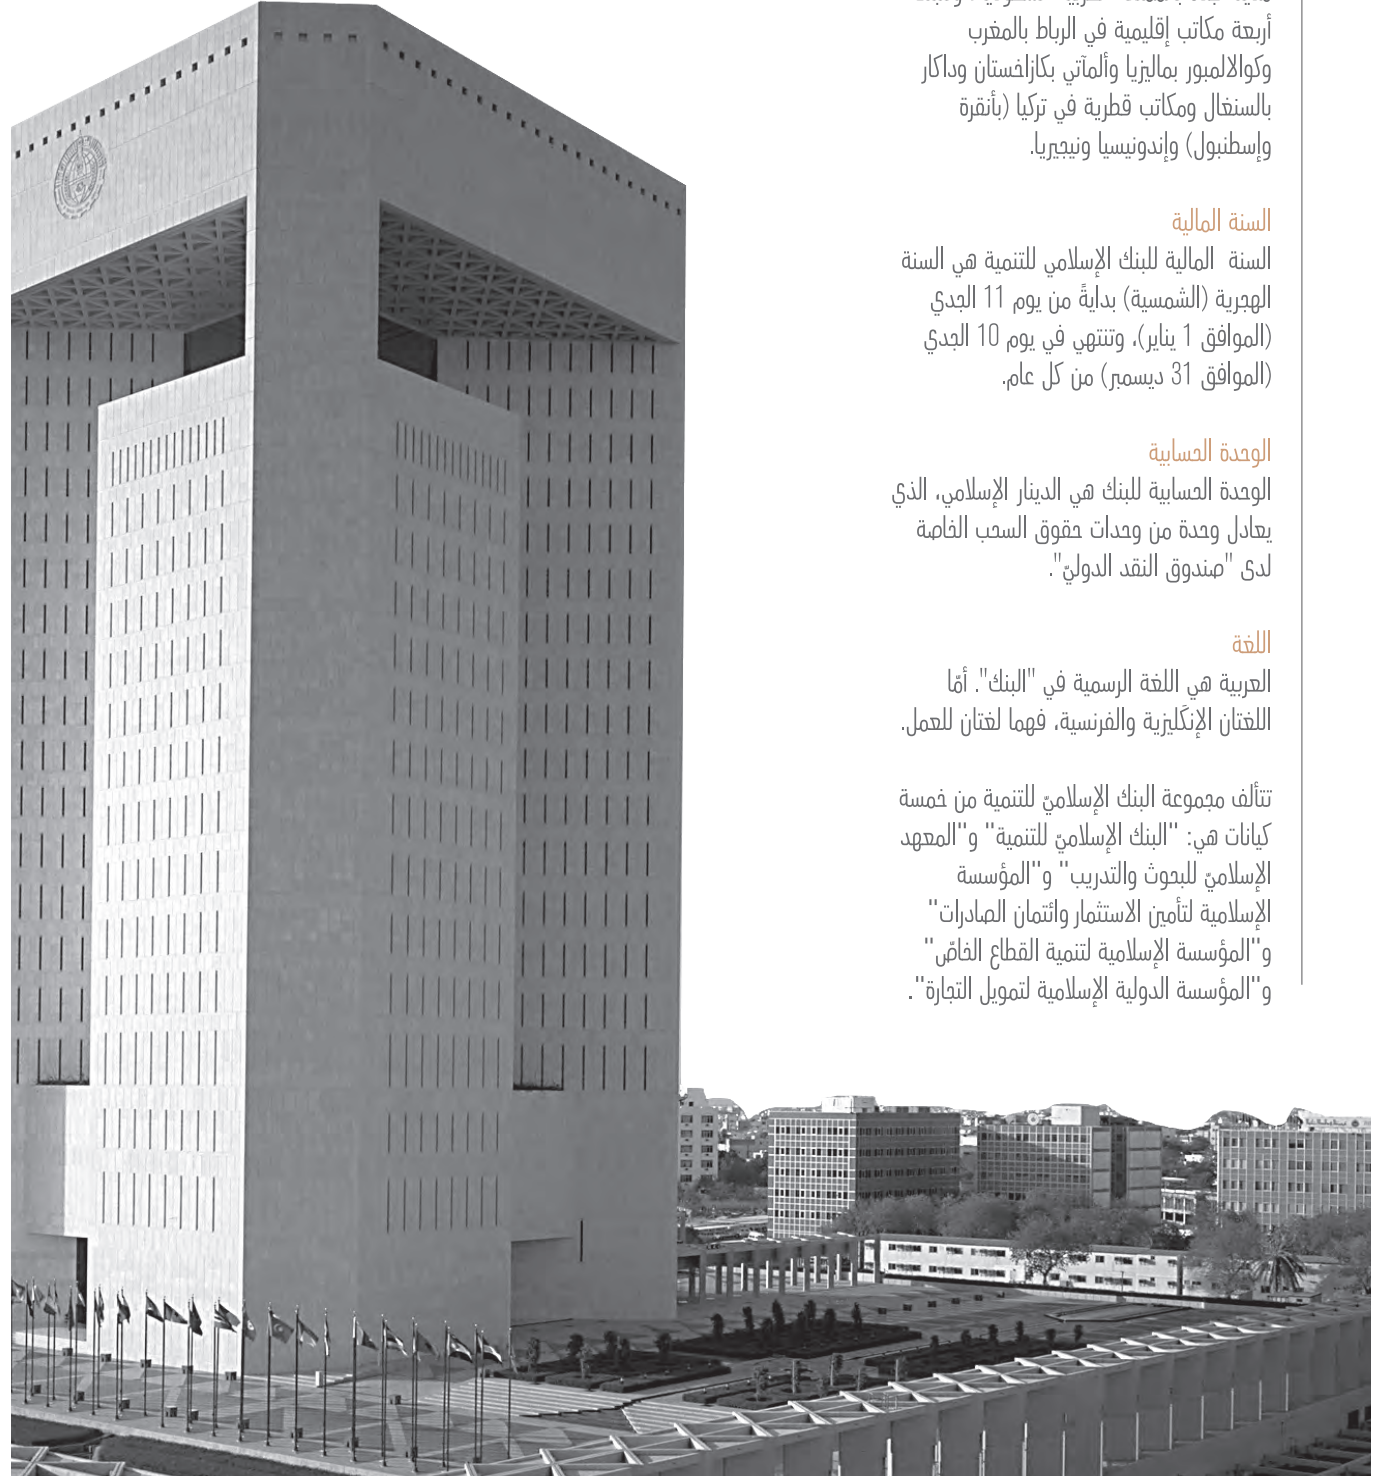 أربعة مكاتب إقليمية في الرباط بالمغرب
وكوالالمبور بماليزيا وألمآتي بكازاخستان وداكار
بالسنغال ومكاتب قطرية في تركيا (بأنقرة
وإسطنبول) وإندونيسيا ونيجيريا.
السنة المالية
السنة المالية للبنك الإسلامي للتنمية هي السنة
الهجرية (الشمسية) بدايةً من يوم 11 الجدي
(الموافق 1 يناير)، وتنتهي في يوم 10 الجدي
(الموافق 31 ديسمبر) من كل عام.
الوحدة الحسابية
الوحدة الحسابية للبنك هي الدينار الإسلامي، الذي
يعادل وحدة من وحدات حقوق السحب الخاصة
لدى "صندوق النقد الدوليّ".
اللغة
العربية هي اللغة الرسمية في "البنك". أمّا
اللغتان الإنكَليزية والفرنسية، فهما لغتان للعمل.
تتألف مجموعة البنك الإسلاميّ للتنمية من خمسة
كيانات هي: "البنك الإسلاميّ للتنمية" و"المعهد
الإسلاميّ للبحوث والتدريب" و"المؤسسة
الإسلامية لتأمين الاستثمار وائتمان الصادرات"
و"المؤسسة الإسلامية لتنمية القطاع الخاصّ"
و"المؤسسة الدولية الإسلامية لتمويل التجارة".